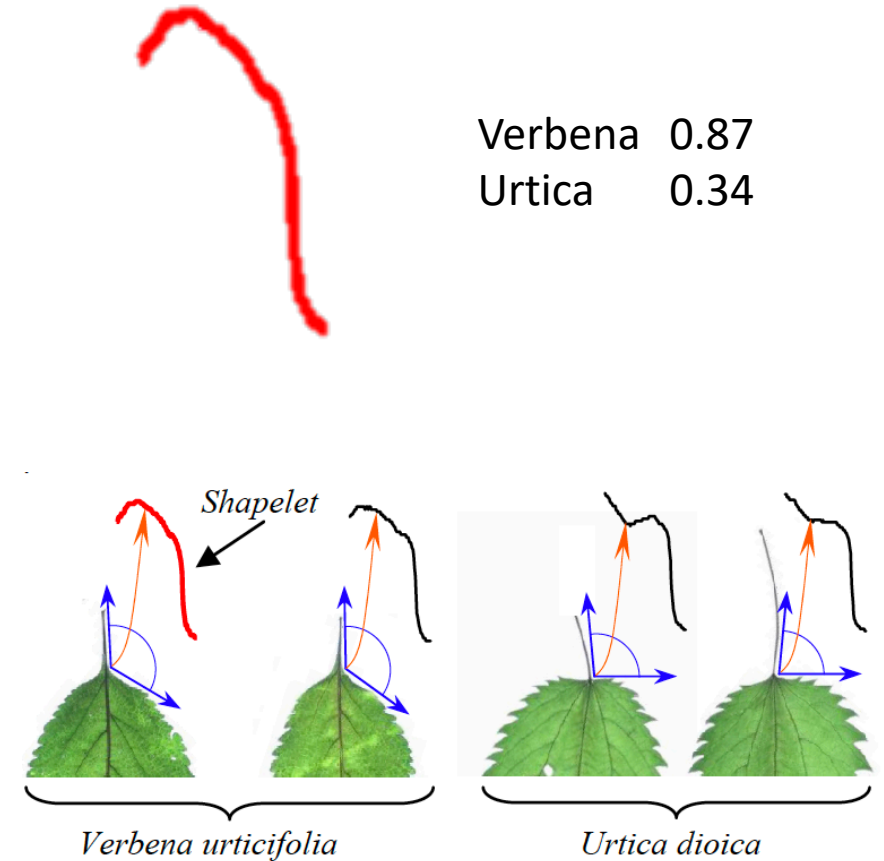 Verbena 0.87
Urtica 0.34
Shapelet
Verbena urticifolia
Urtica dioica